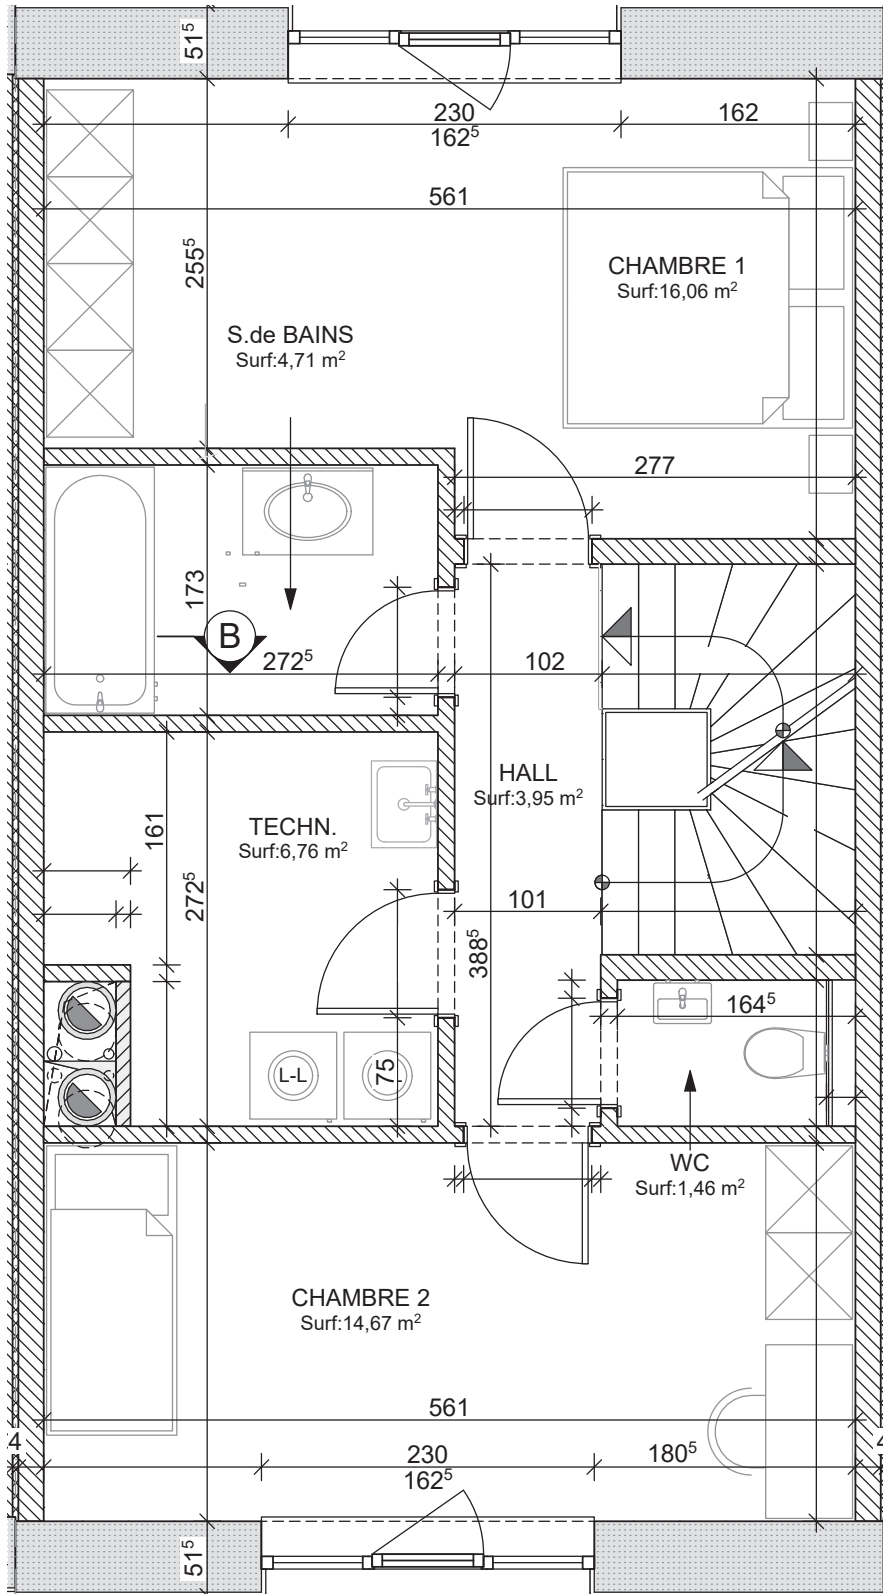 51⁵
230
162
162⁵
561
255⁵
CHAMBRE 1
Surf:16,06 m²
S.de BAINS
Surf:4,71 m²
277
173
B
272⁵
102
HALL
Surf:3,95 m²
TECHN.
Surf:6,76 m²
161
272⁵
101
388⁵
164⁵
L-L
75
WC
Surf:1,46 m²
CHAMBRE 2
Surf:14,67 m²
561
4
230
180⁵
162⁵
51⁵